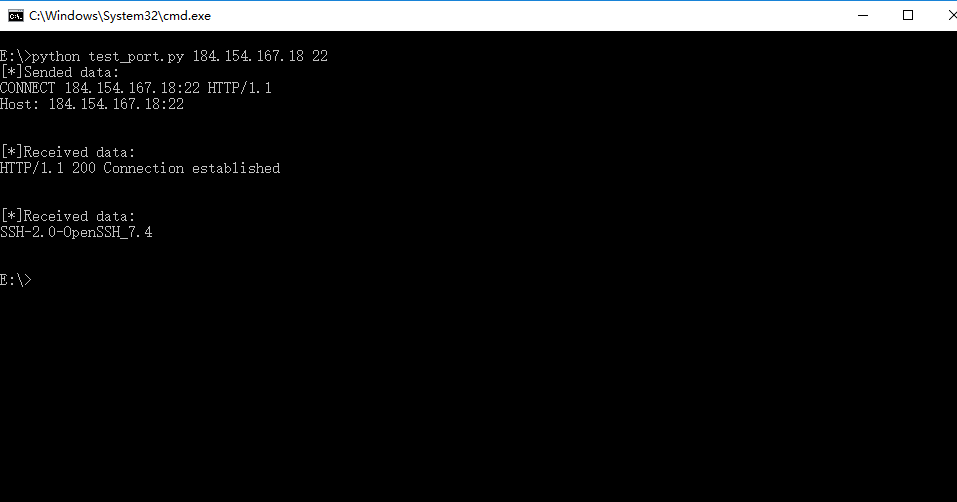 C:\Windows\System32\cmd.exe
E:\>python test_port.py 184.154.167.18 22
[*]Sended data:
CONNECT 184.154.167.18:22 HTTP/1.1
Host: 184.154.167.18:22
[*]Received data:
HTTP/1.1 200 Connection established
[*]Received data:
SSH-2.0-OpenSSH_7.4
E:\>